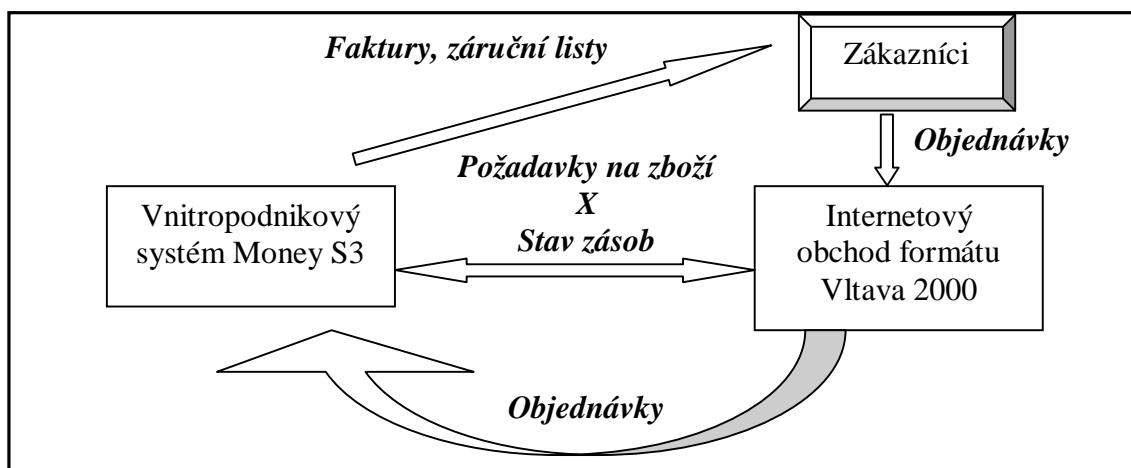 Faktury, záruční listy
Zákazníci
Objednávky
Požadavky na zboží
X
Stav zásob
Vnitropodnikový
systém Money S3
Internetový
obchod formátu
Vltava 2000
Objednávky